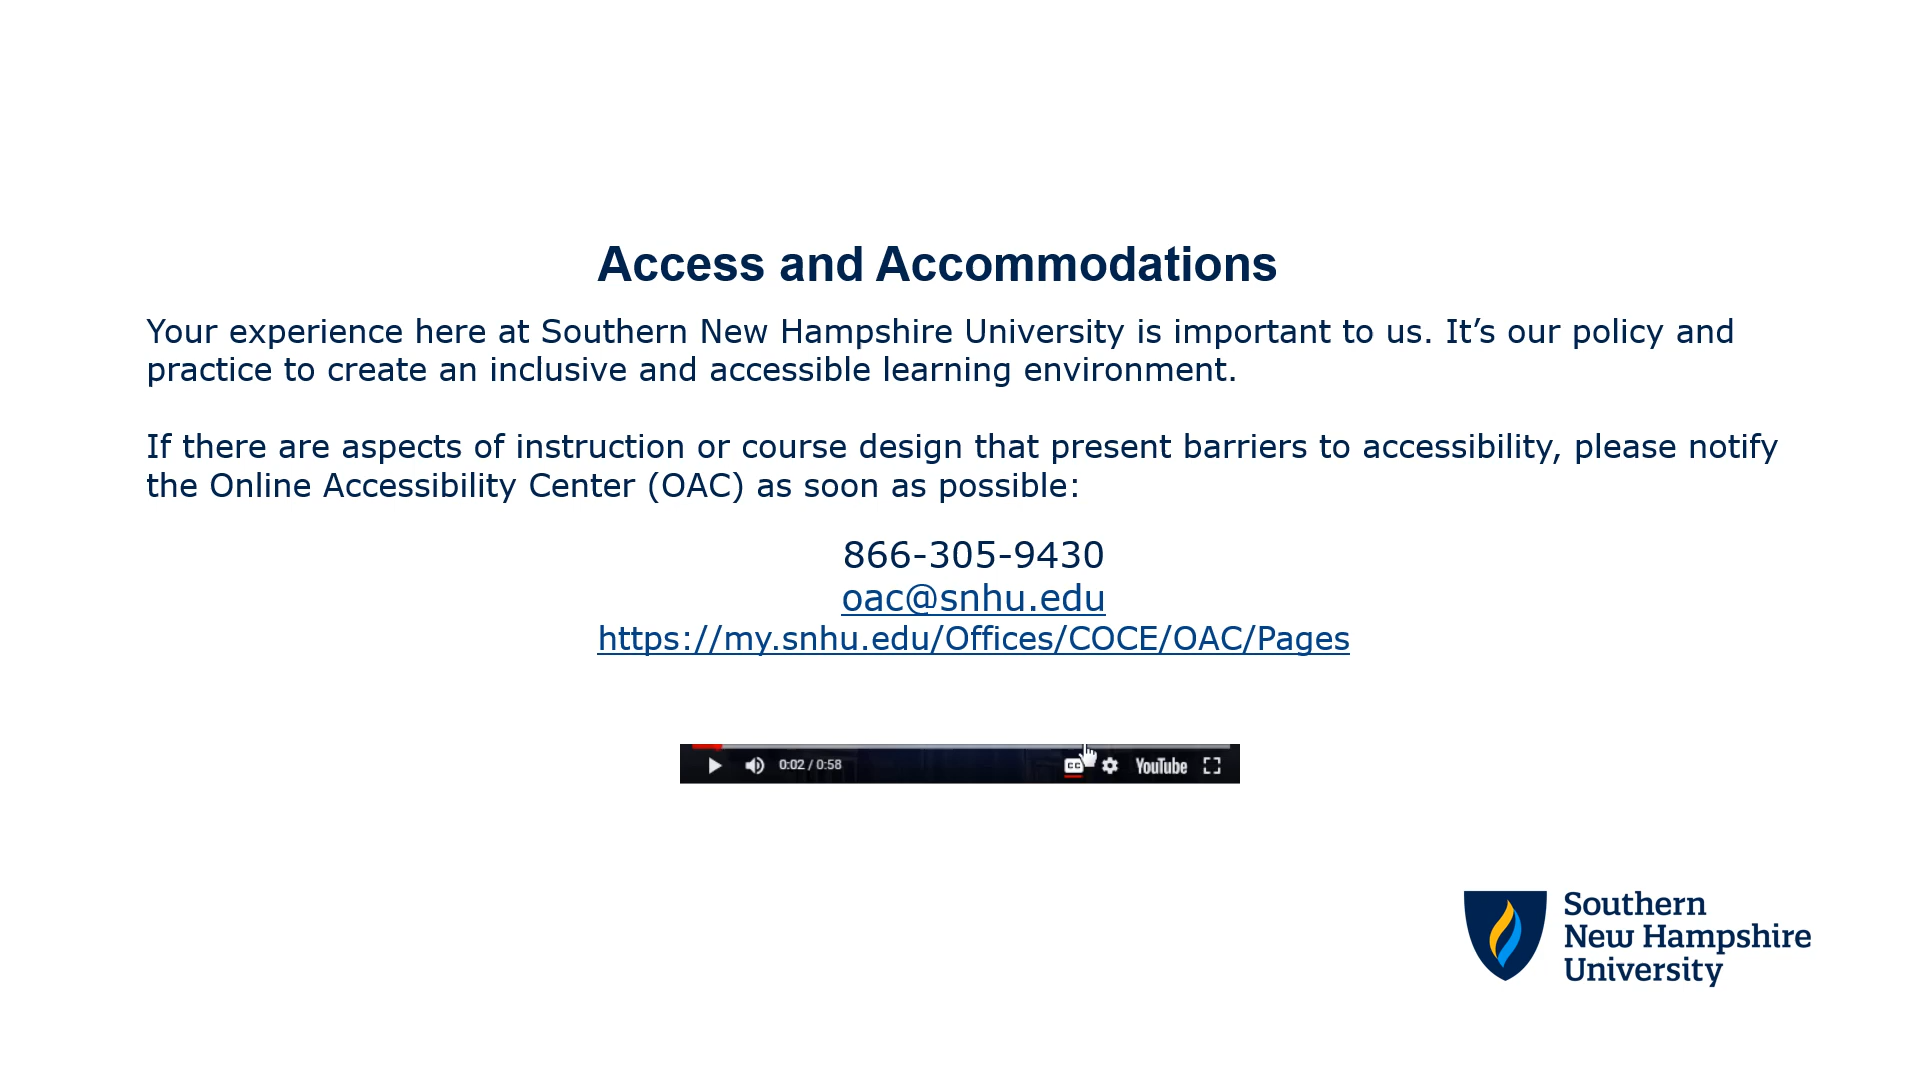 Access and Accommodations
Your experience here at Southern New Hampshire University is important to us. It’s our policy and
practice to create an inclusive and accessible learning environment.
If there are aspects of instruction or course design that present barriers to accessibility, please notify
the Online Accessibility Center (OAC) as soon as possible:
866-305-9430
oac@snhu.edu
https://my.snhu.edu/Offices/COCE/OAC/Pages
0:02 / 0:58
CC
YouTube
Southern
New Hampshire
University